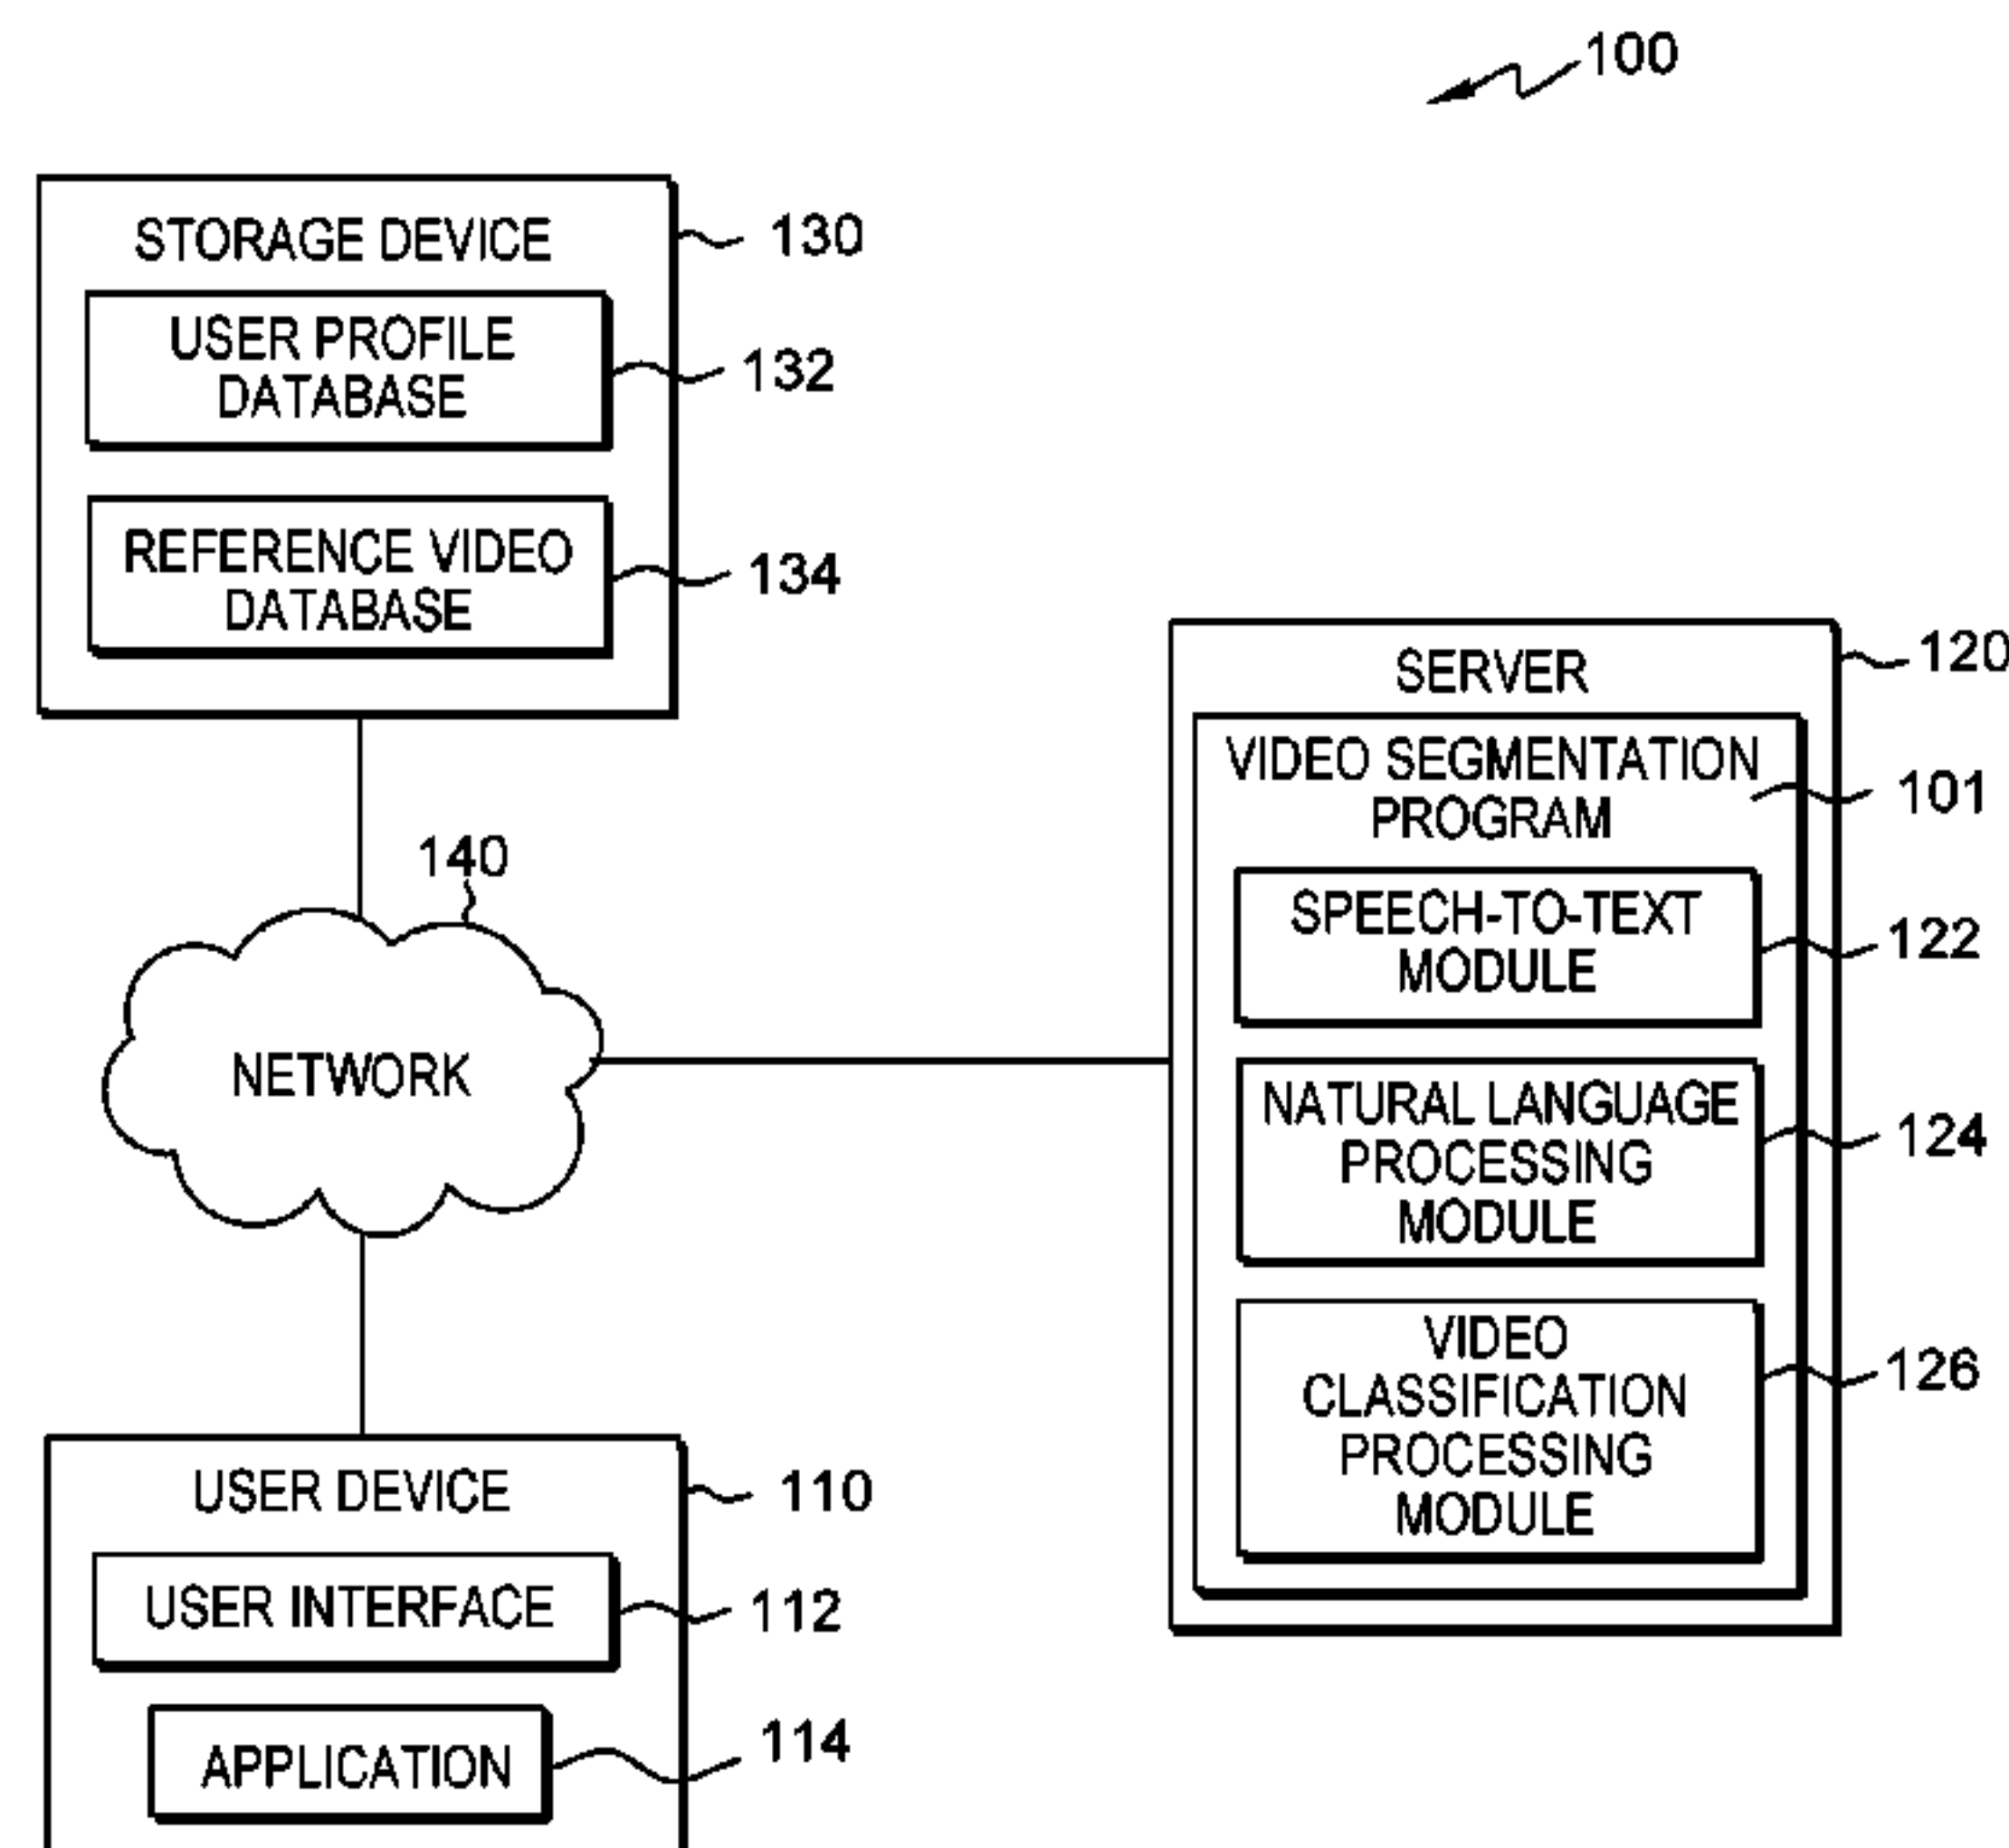 100
STORAGE DEVICE
130
USER PROFILE
DATABASE
132
REFERENCE VIDEO
DATABASE
134
SERVER
120
VIDEO SEGMENTATION
PROGRAM
101
SPEECH-TO-TEXT
MODULE
122
NATURAL LANGUAGE
PROCESSING
MODULE
124
VIDEO
CLASSIFICATION
PROCESSING
MODULE
126
140
NETWORK
USER DEVICE
110
USER INTERFACE
112
APPLICATION
114